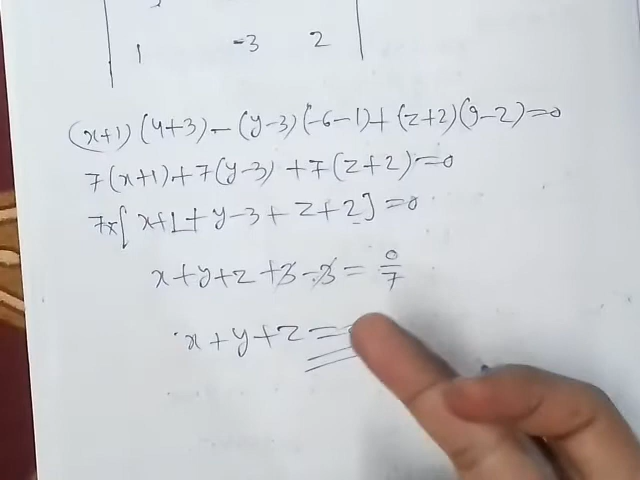 1 -3 2
(x+1)(4+3)-(y-3)(-6-1)+(z+2)(9-2)=0
7(x+1)+7(y-3)+7(z+2)=0
7x[x+1+y-3+z+2]=0
x+y+z+3-3=0/7
x+y+z=